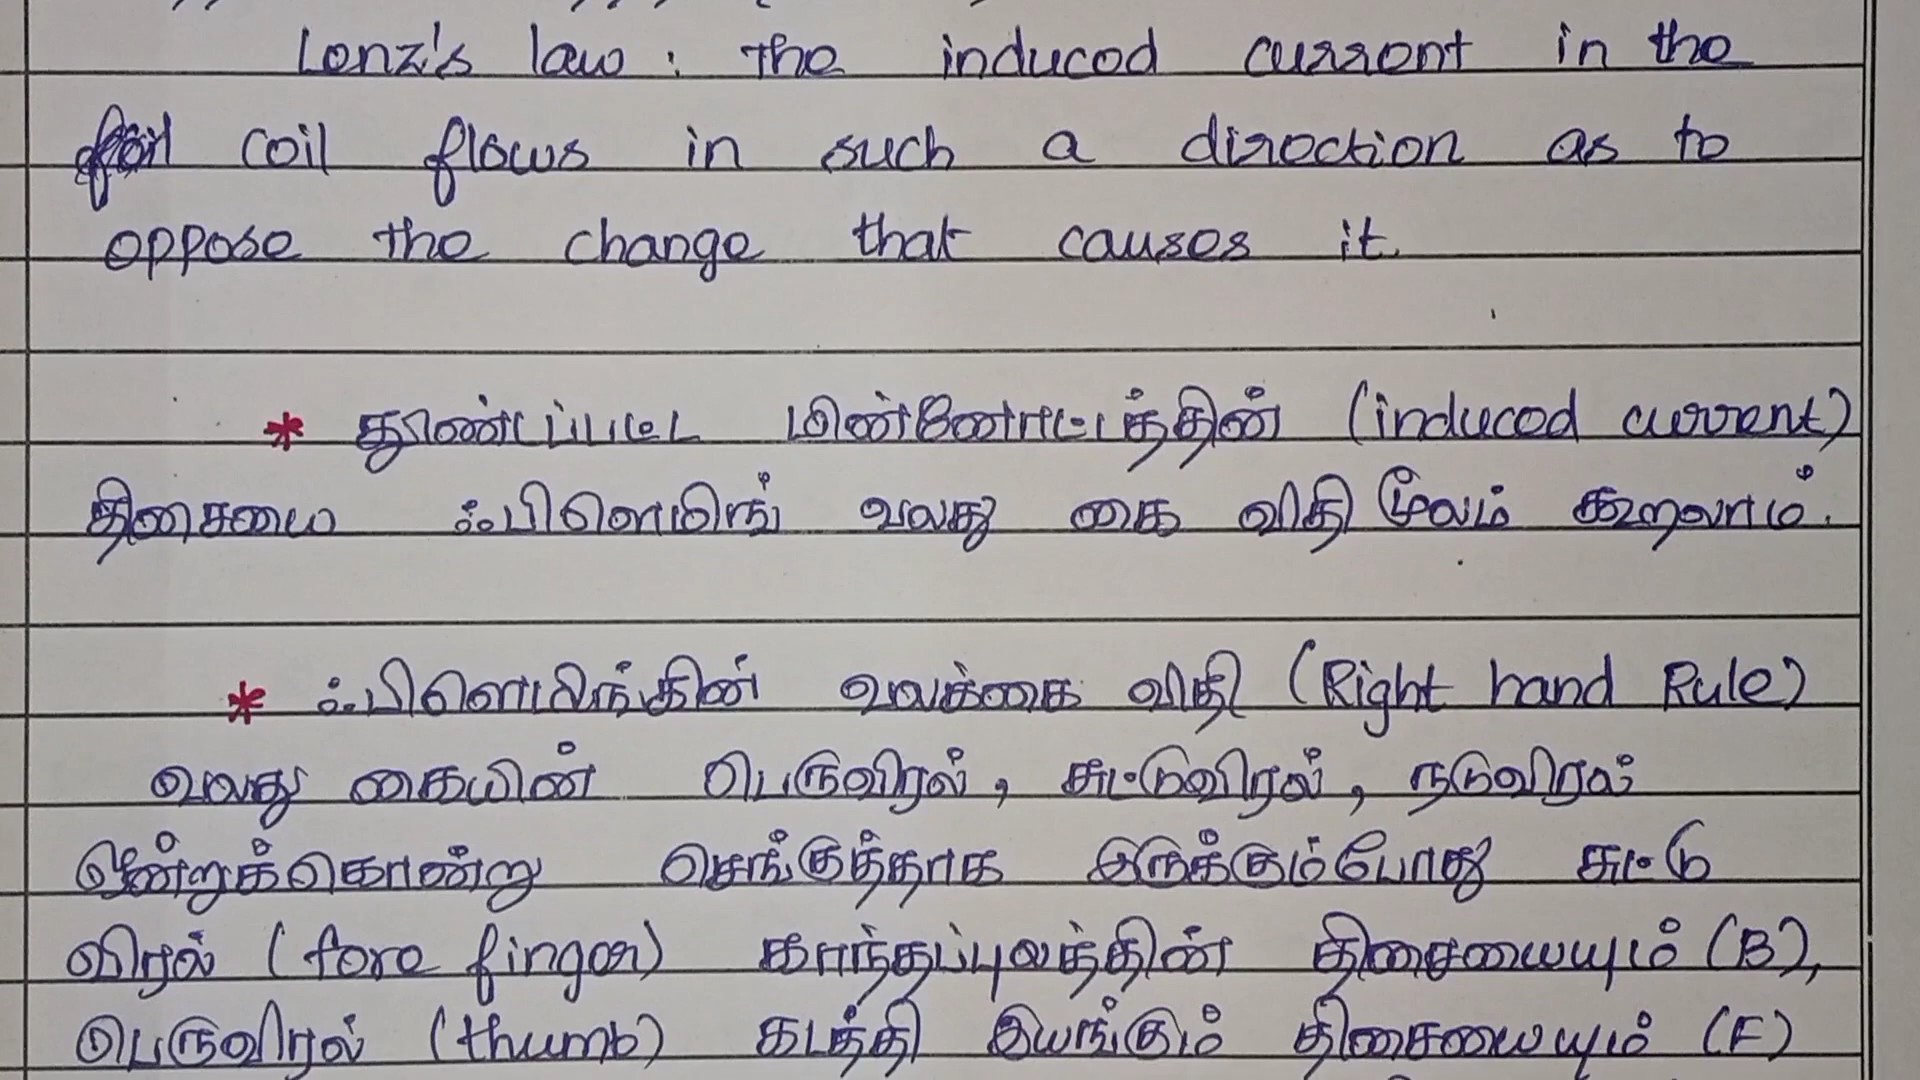 Lenz's law : The induced current in the
coil flows in such a direction as to
oppose the change that causes it.
* தூண்டப்பட்ட மின்னோட்டத்தின் (induced current)
திசையை ஃபிளெமிங் வலது கை விதி மூலம் கூறலாம்.
* ஃபிளெமிங்கின் வலக்கை விதி (Right hand Rule)
வலது கையின் பெருவிரல், சுட்டுவிரல், நடுவிரல்
ஒன்றுக்கொன்று செங்குத்தாக இருக்கும்போது சுட்டு
விரல் (fore finger) காந்தப்புலத்தின் திசையையும் (B),
பெருவிரல் (thumb) கடத்தி இயங்கும் திசையையும் (F)